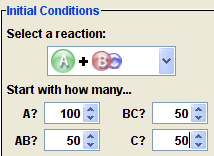 Initial Conditions
Select a reaction:
A + BC
Start with how many...
A? 100 BC? 50
AB? 50 C? 50